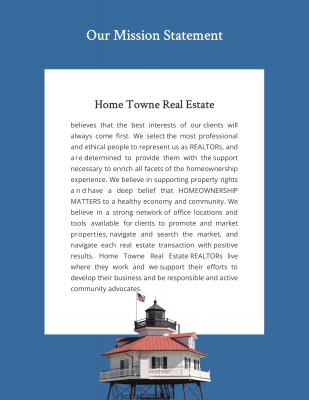 Our Mission Statement
Home Towne Real Estate
believes that the best interests of our clients will
always come first. We select the most professional
and ethical people to represent us as REALTORs, and
are determined to provide them with the support
necessary to enrich all facets of the homeownership
experience. We believe in supporting property rights
and have a deep belief that HOMEOWNERSHIP
MATTERS to a healthy economy and community. We
believe in a strong network of office locations and
tools available for clients to promote and market
properties, navigate and search the market, and
navigate each real estate transaction with positive
results. Home Towne Real Estate REALTORs live
where they work and we support their efforts to
develop their business and be responsible and active
community advocates.